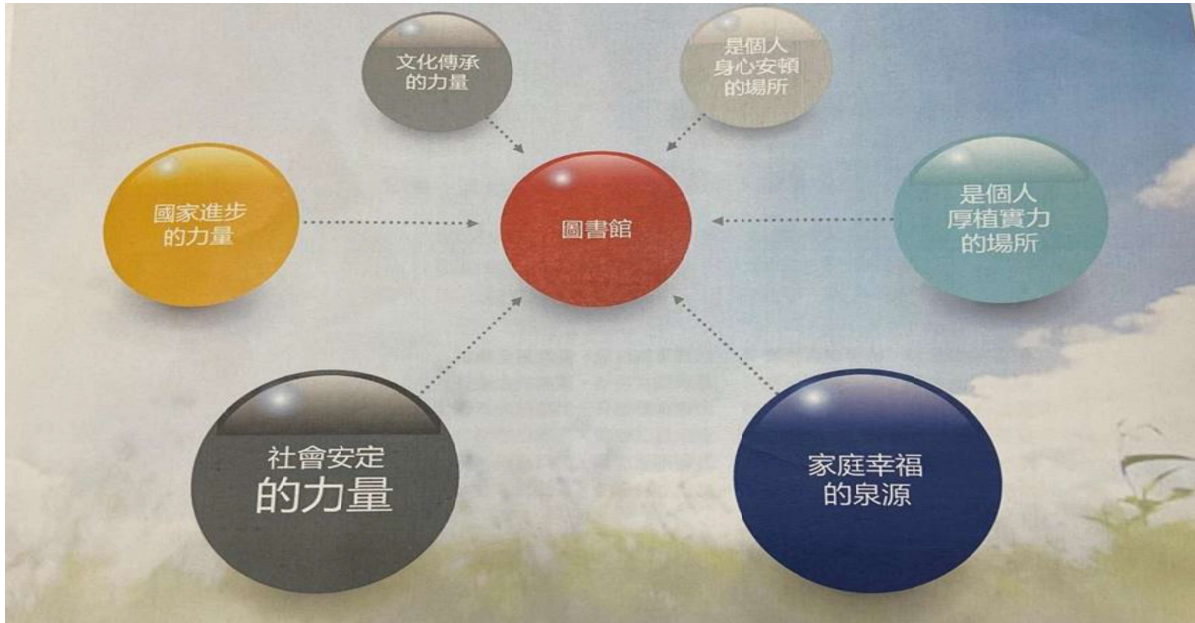 文化傳承
的力量
是個人
身心安頓
的場所
國家進步
的力量
圖書館
是個人
厚植實力
的場所
社會安定
的力量
家庭幸福
的泉源